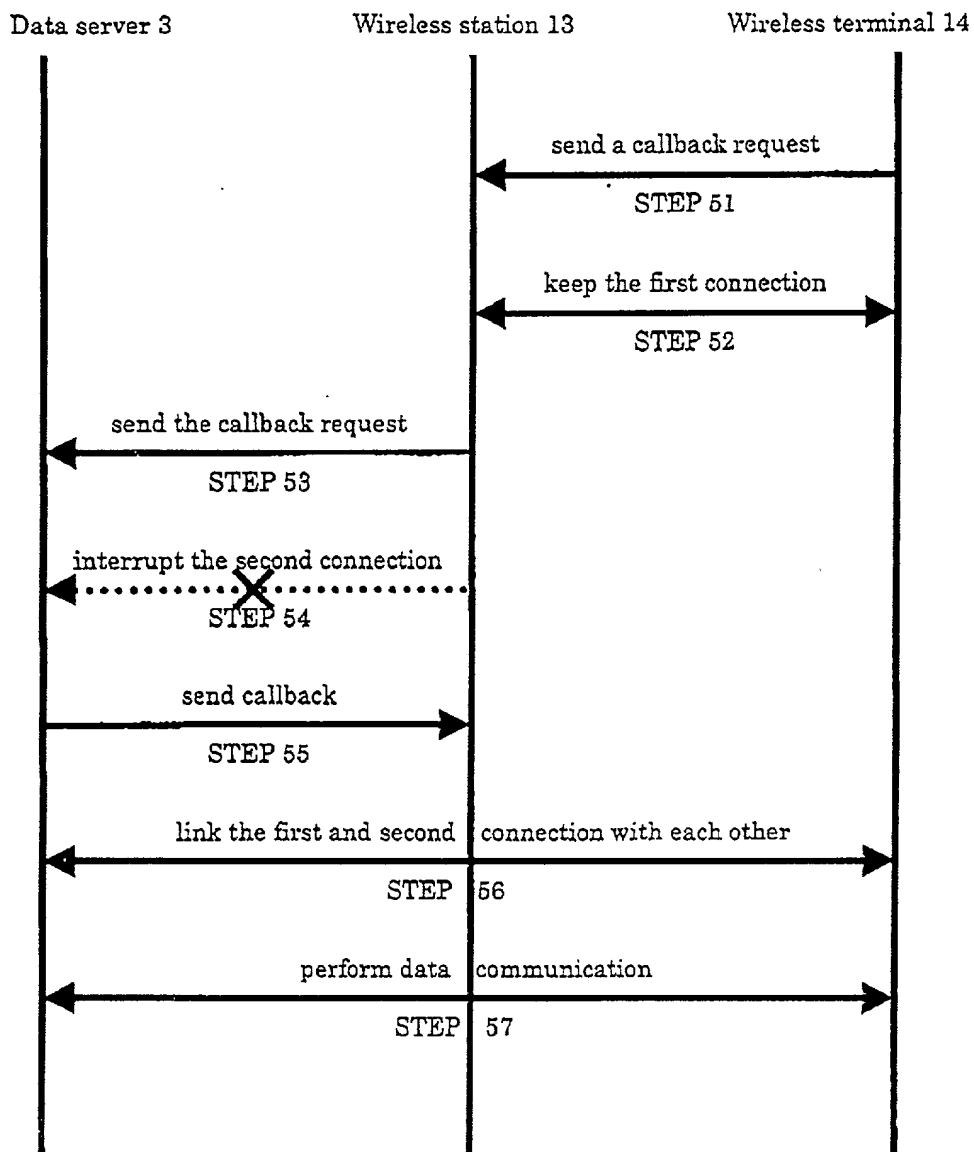 Data server 3
Wireless station 13
Wireless terminal 14
send a callback request
STEP 51
keep the first connection
STEP 52
send the callback request
STEP 53
interrupt the second connection
STEP 54
send callback
STEP 55
link the first and second connection with each other
STEP 56
perform data communication
STEP 57